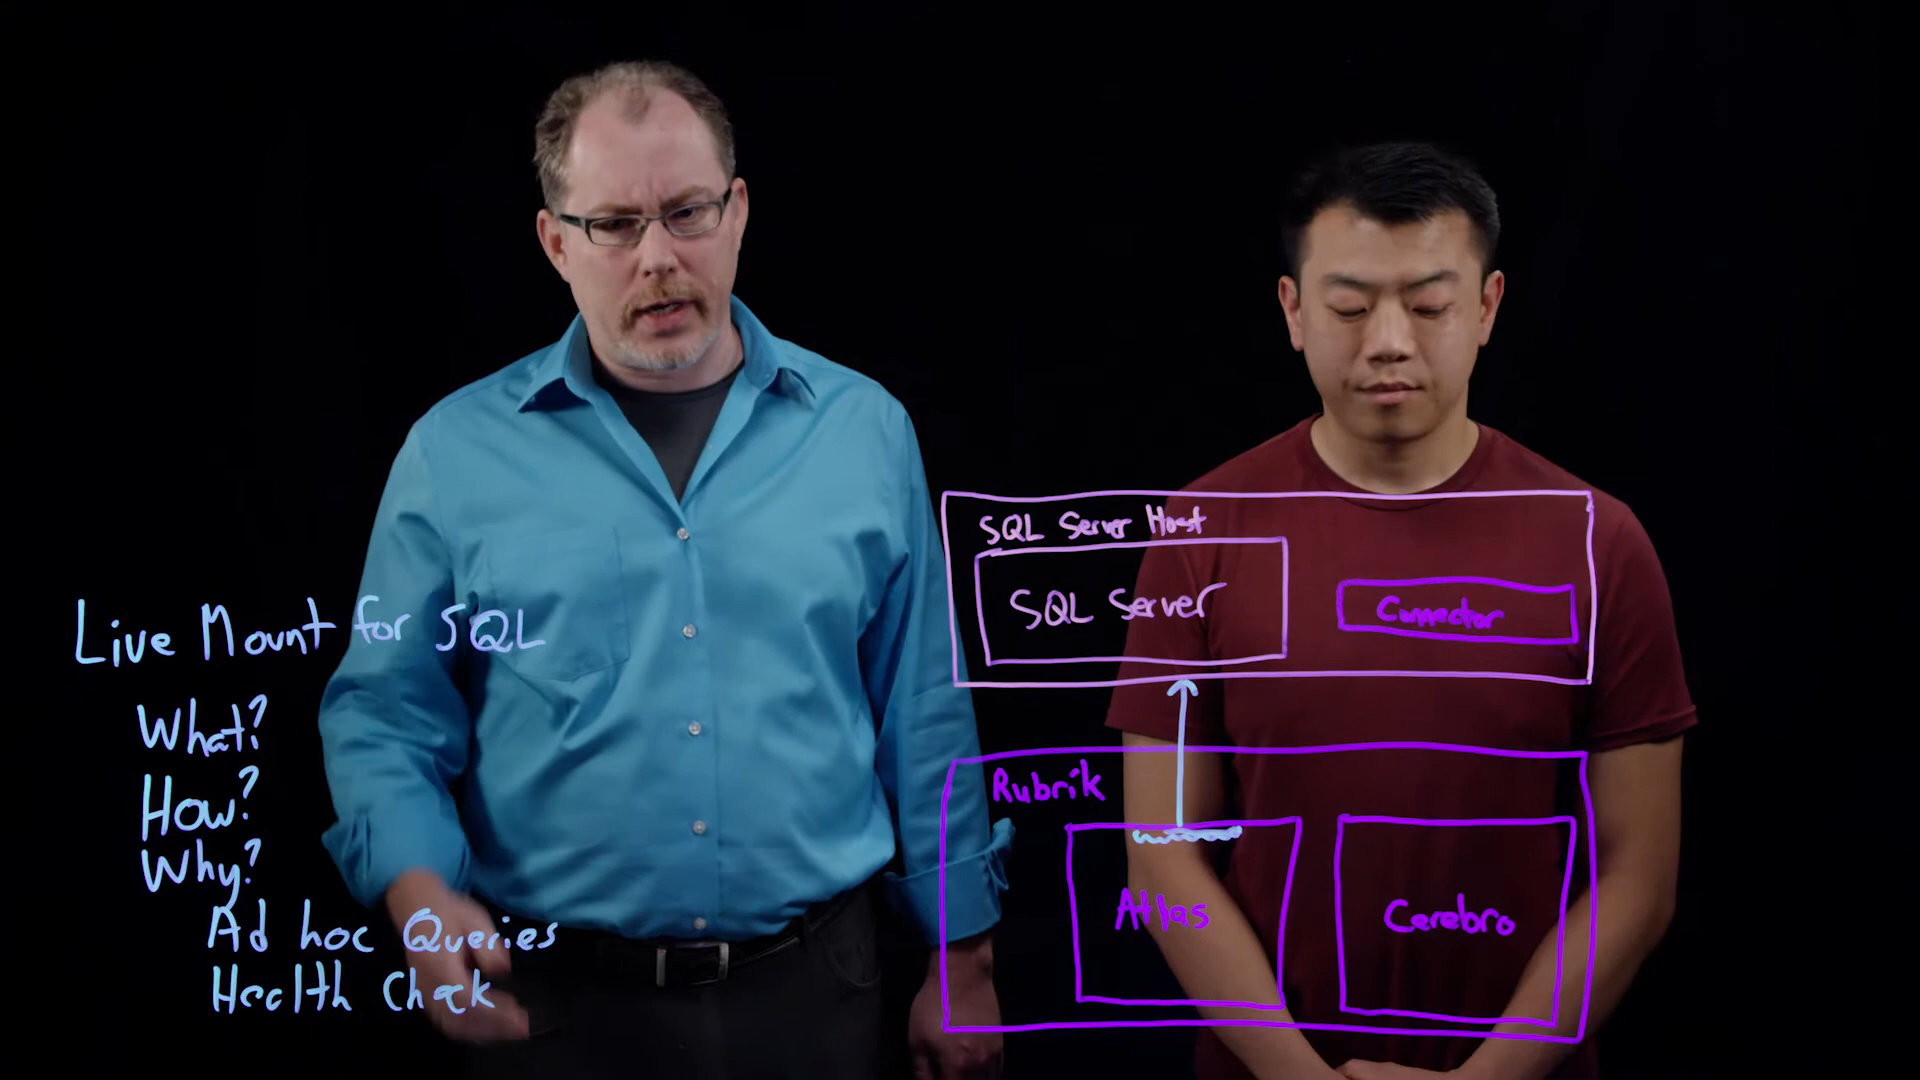 Live Mount for SQL
What?
How?
Why?
Ad hoc Queries
Health Check
SQL Server Host
SQL Server
Connector
Rubrik
Atlas
Cerebro